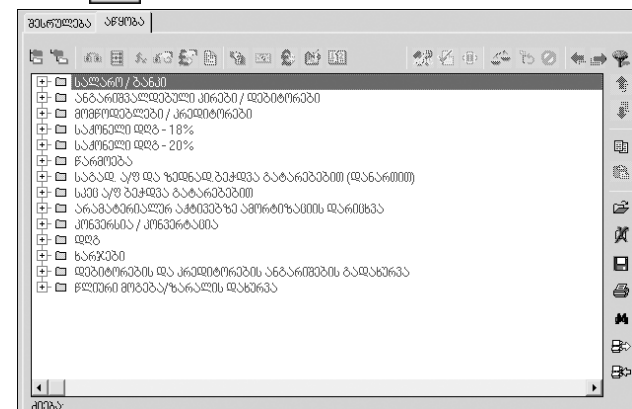 შესრულება აწყობა
სალარო / ბანკი
ანგარიშვალდებული პირები / დებიტორები
მომწოდებლები / კრედიტორები
საქონელი დღგ - 18%
საქონელი დღგ - 20%
წარმოება
საგად. ა/ფ და ზედნად. ბეჭდვა გატარებებით (დანართით)
სპეც ა/ფ ბეჭდვა გატარებებით
არამატერიალურ აქტივებზე ამორტიზაციის დარიცხვა
კონვერსია / კონვერტაცია
დღგ
ხარჯები
დებიტორების და კრედიტორების ანგარიშების გადახურვა
წლიური მოგება/ზარალის დახურვა
ძიება: